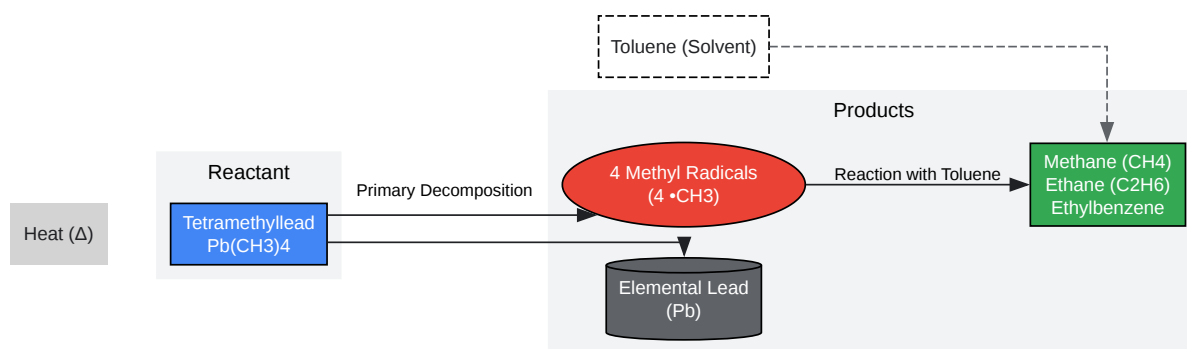 Toluene (Solvent)
Products
Reactant
Primary Decomposition
4 Methyl Radicals
(4 •CH3)
Reaction with Toluene
Methane (CH4)
Ethane (C2H6)
Ethylbenzene
Heat (Δ)
Tetramethyllead
Pb(CH3)4
Elemental Lead
(Pb)